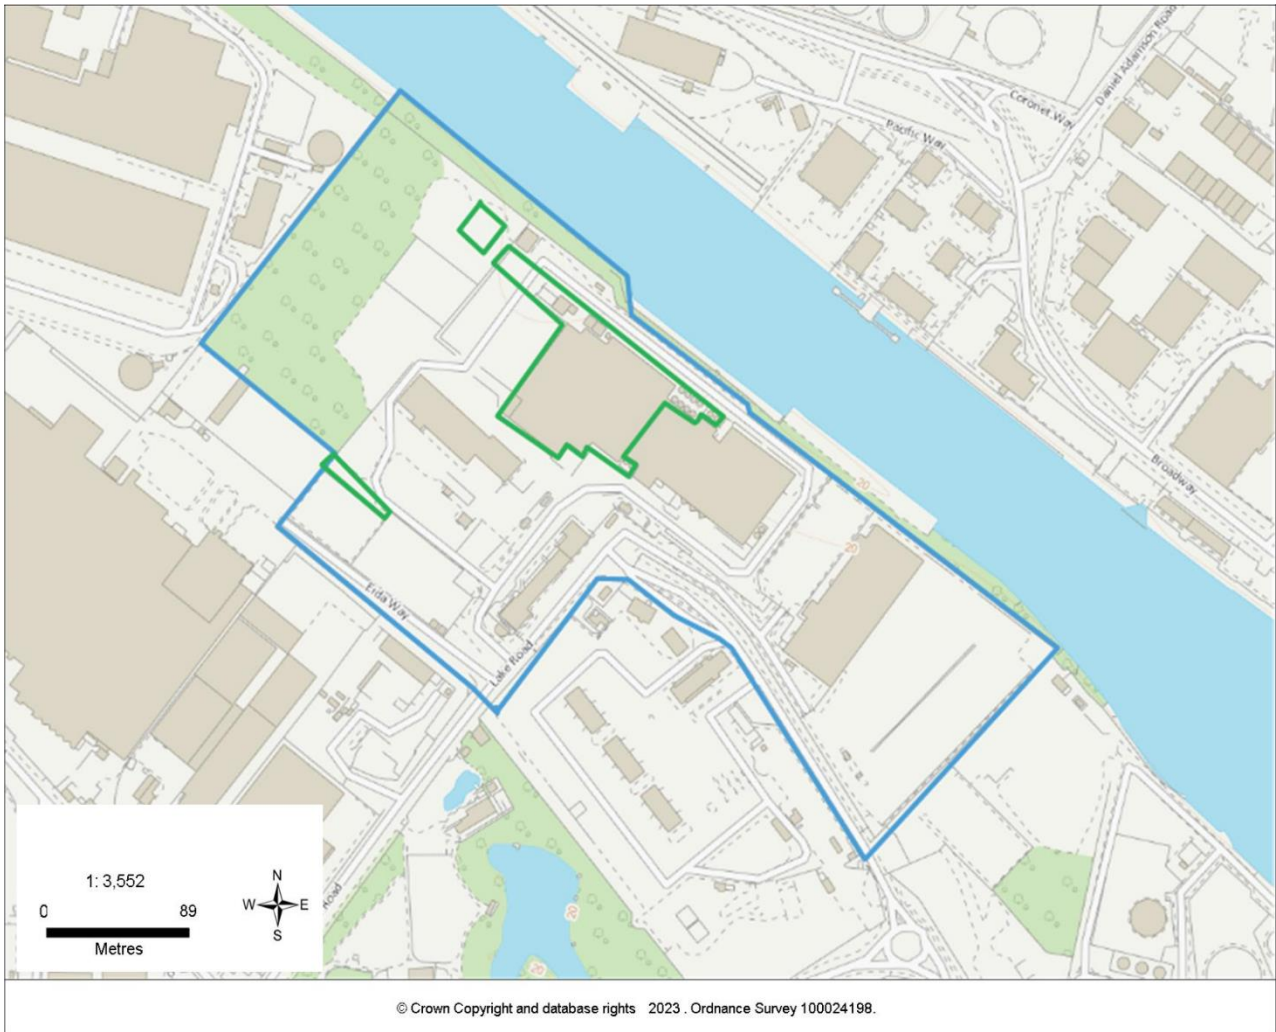 Daniel Adamson Road
Coronet Way
Pacific Way
Broadway
20
20
Erda Way
Lake Road
20
20
Road
1: 3,552
0 89
Metres
N
W E
S
© Crown Copyright and database rights 2023 . Ordnance Survey 100024198.